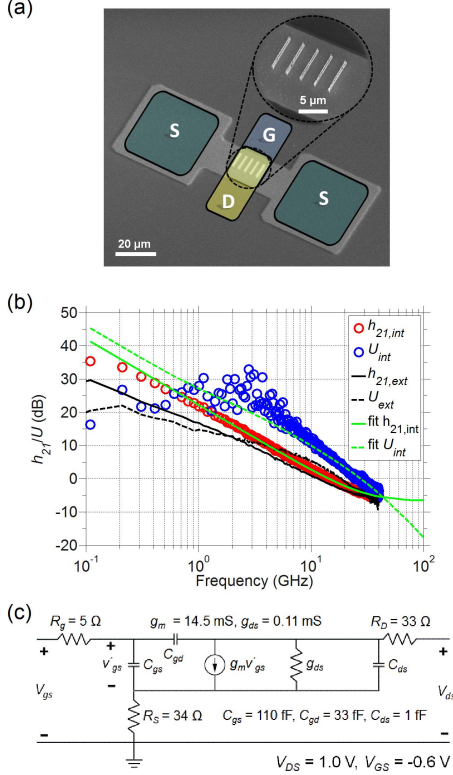 (a)
5 µm
S
G
D
S
20 µm
(b)
h21,int
Uint
h21,ext
Uext
fit h21,int
fit Uint
50
40
30
20
10
0
-10
-20
h21/U (dB)
10-1 100 101 102
Frequency (GHz)
(c)
Rg = 5 Ω gm = 14.5 mS, gds = 0.11 mS RD = 33 Ω
Cgd
+ + +
Vgs v'gs Cgs gmv'gs gds Cds Vds
- - -
RS = 34 Ω Cgs = 110 fF, Cgd = 33 fF, Cds = 1 fF
VDS = 1.0 V, VGS = -0.6 V